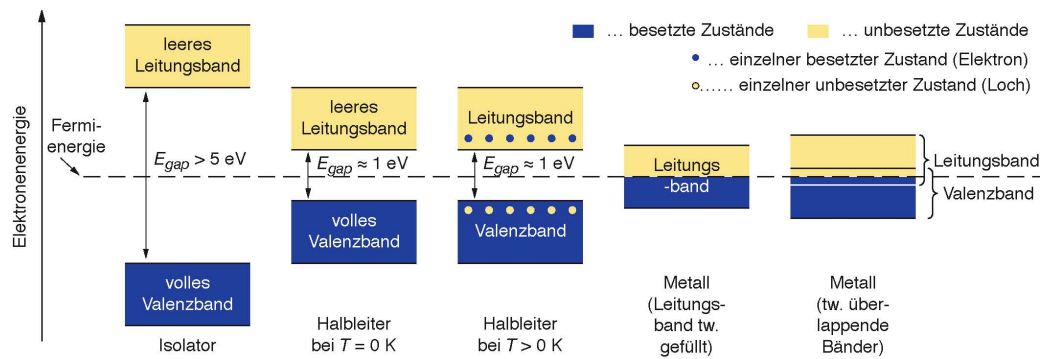 … besetzte Zustände
… unbesetzte Zustände
… einzelner besetzter Zustand (Elektron)
…… einzelner unbesetzter Zustand (Loch)
Elektronenenergie
Fermi-
energie
leeres
Leitungsband
E_gap > 5 eV
volles
Valenzband
Isolator
leeres
Leitungsband
E_gap ≈ 1 eV
volles
Valenzband
Halbleiter
bei T = 0 K
Leitungsband
E_gap ≈ 1 eV
Valenzband
Halbleiter
bei T > 0 K
Leitungs
-band
Metall
(Leitungs-
band tw.
gefüllt)
Leitungsband
Valenzband
Metall
(tw. über-
lappende
Bänder)